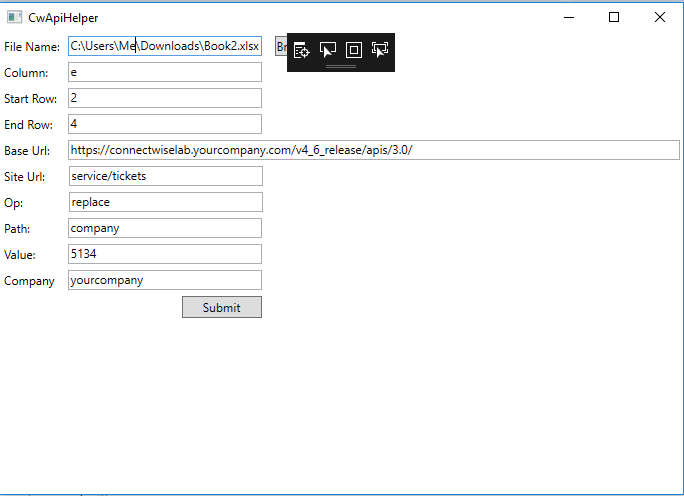 CwApiHelper
File Name: C:\Users\Me\Downloads\Book2.xlsx
Column: e
Start Row: 2
End Row: 4
Base Url: https://connectwiselab.yourcompany.com/v4_6_release/apis/3.0/
Site Url: service/tickets
Op: replace
Path: company
Value: 5134
Company yourcompany
Submit